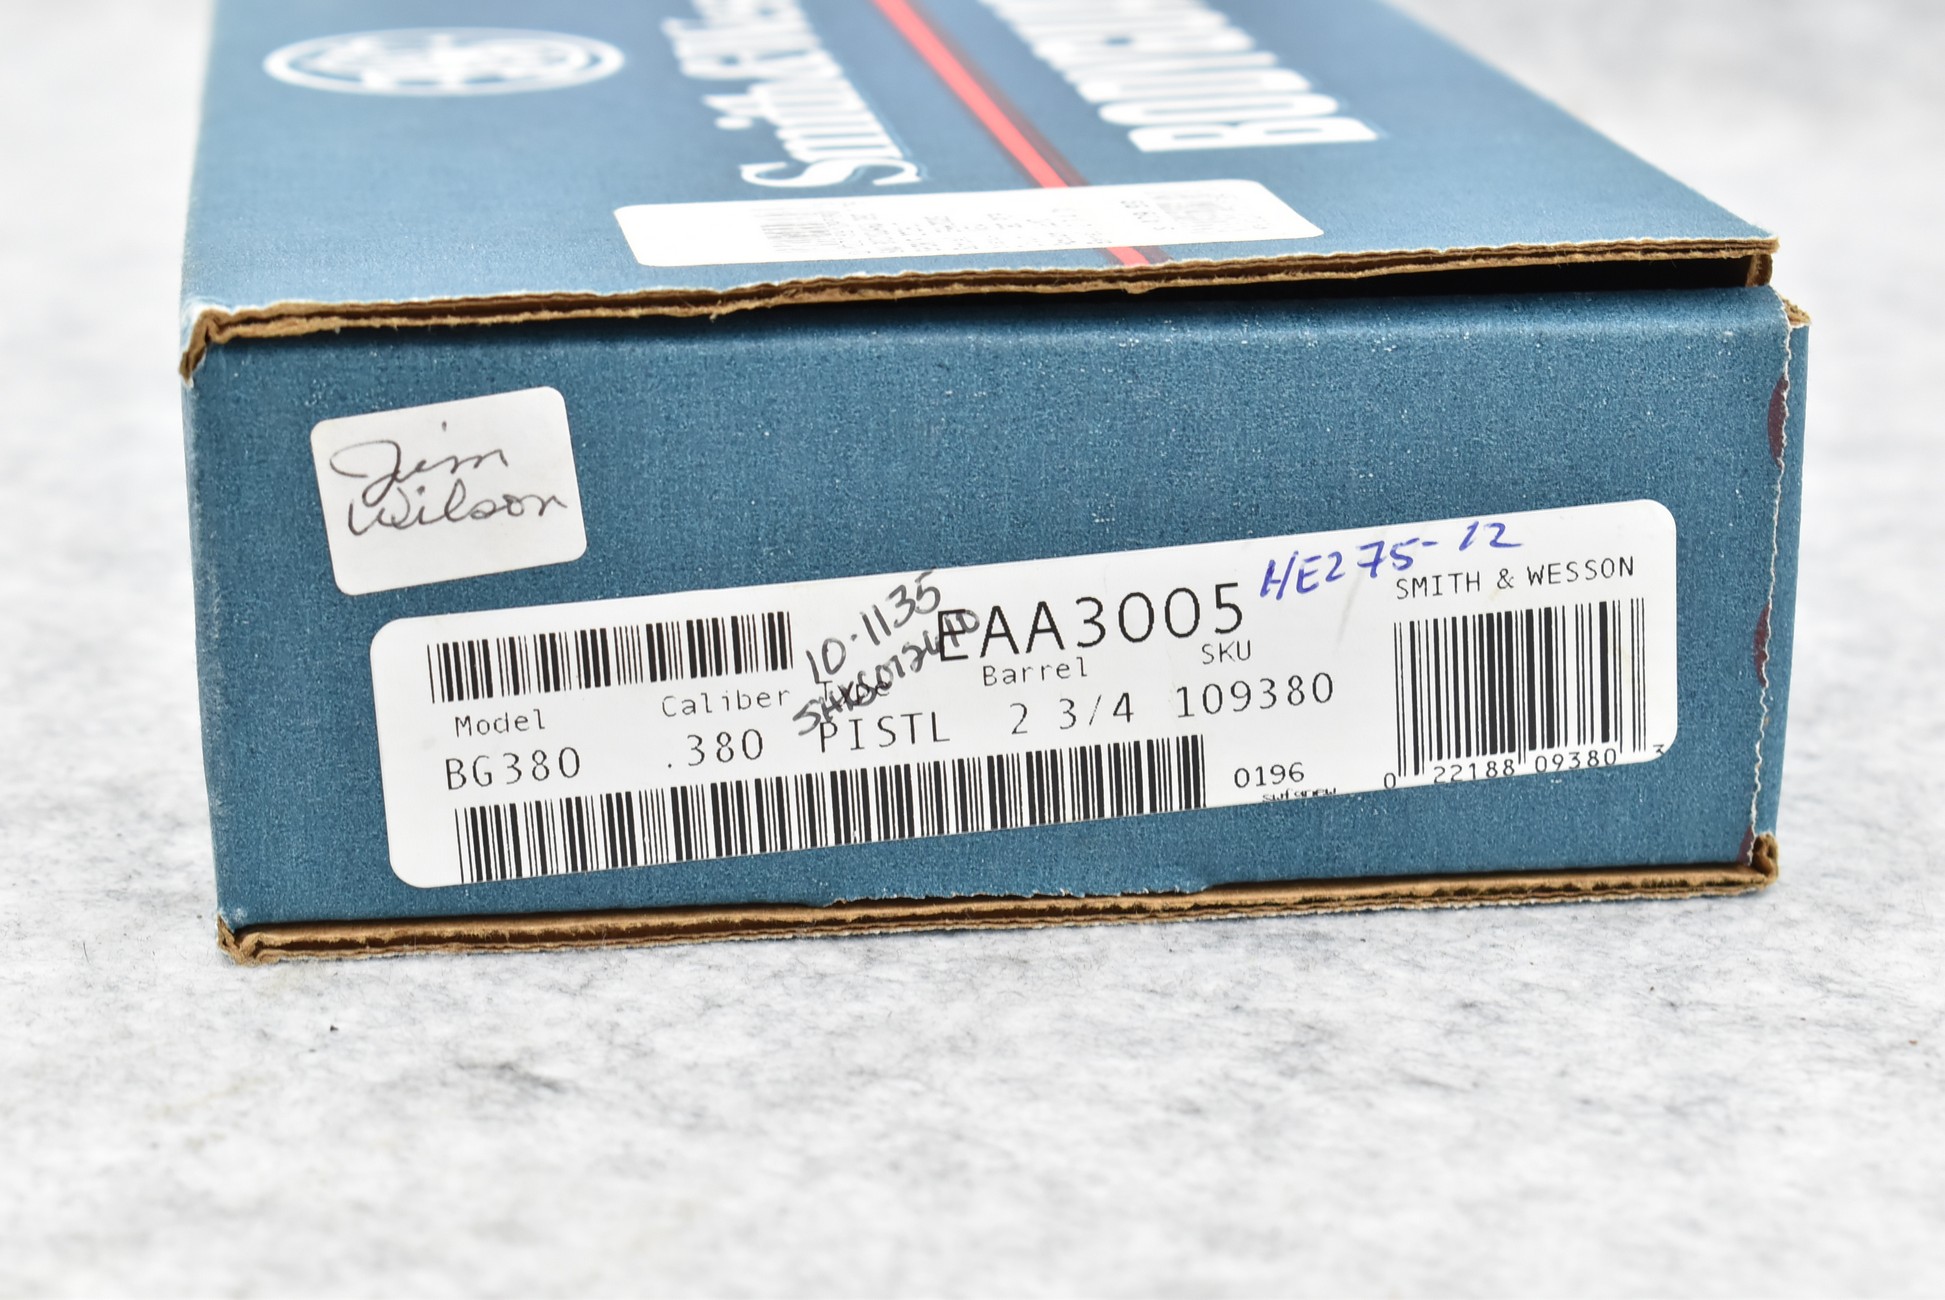 Smith & Wesson
BODYGUARD
Jim
Wilson
10-1135
EAA3005
HE275-12
SMITH & WESSON
Model Caliber Type Barrel SKU
BG380 .380 PISTL 2 3/4 109380
0196
0 22188 09380 3